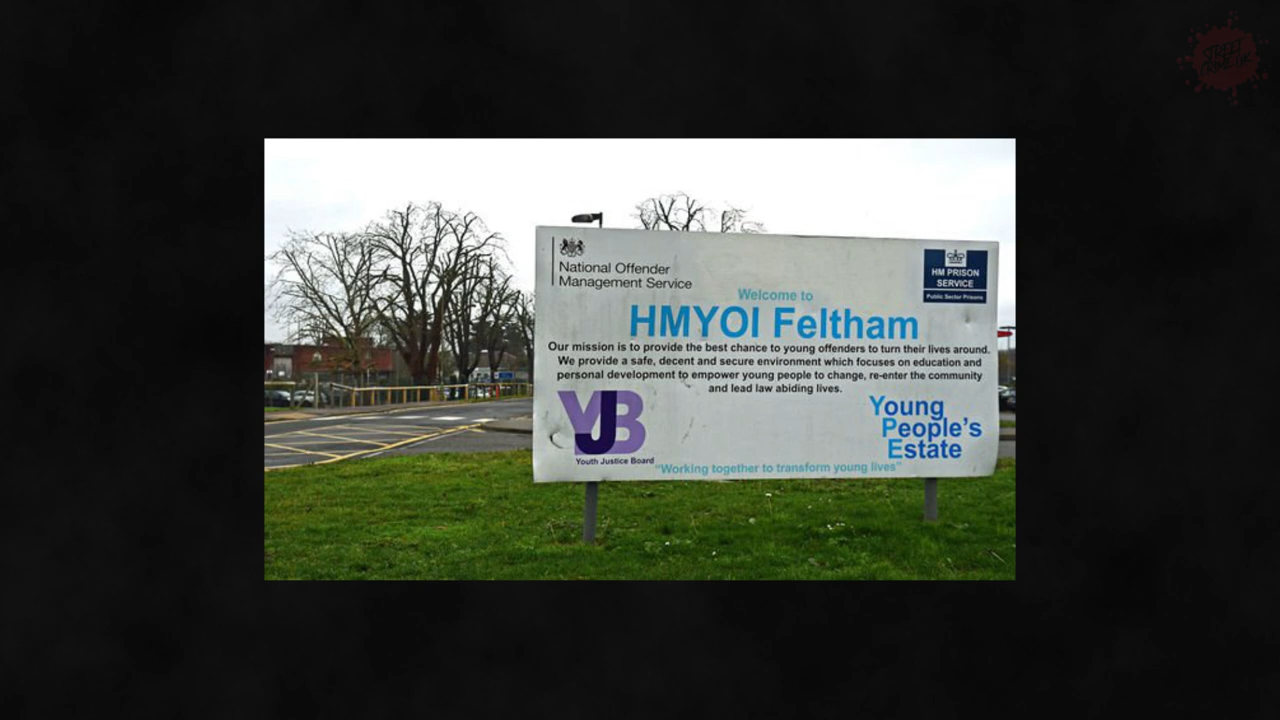 STREET
CRIME UK
National Offender
Management Service
HM PRISON
SERVICE
Public Sector Prisons
Welcome to
HMYOI Feltham
Our mission is to provide the best chance to young offenders to turn their lives around.
We provide a safe, decent and secure environment which focuses on education and
personal development to empower young people to change, re-enter the community
and lead law abiding lives.
YJB
Youth Justice Board
Young
People's
Estate
"Working together to transform young lives"